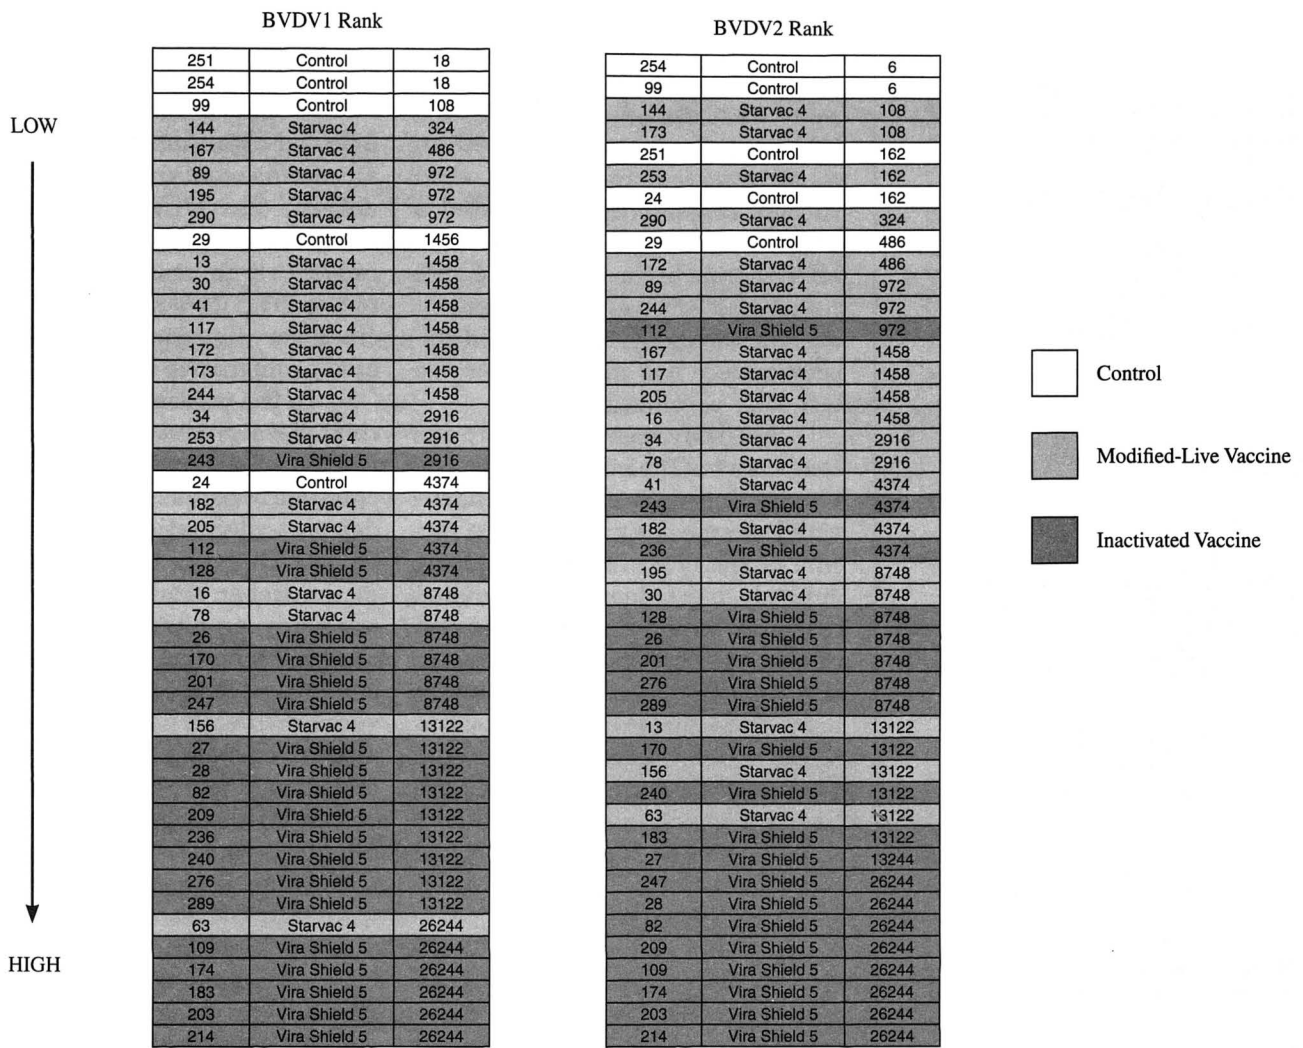 BVDV1 Rank
251 Control 18
254 Control 18
99 Control 108
144 Starvac 4 324
167 Starvac 4 486
89 Starvac 4 972
195 Starvac 4 972
290 Starvac 4 972
29 Control 1456
13 Starvac 4 1458
30 Starvac 4 1458
41 Starvac 4 1458
117 Starvac 4 1458
172 Starvac 4 1458
173 Starvac 4 1458
244 Starvac 4 1458
34 Starvac 4 2916
253 Starvac 4 2916
243 Vira Shield 5 2916
24 Control 4374
182 Starvac 4 4374
205 Starvac 4 4374
112 Vira Shield 5 4374
128 Vira Shield 5 4374
16 Starvac 4 8748
78 Starvac 4 8748
26 Vira Shield 5 8748
170 Vira Shield 5 8748
201 Vira Shield 5 8748
247 Vira Shield 5 8748
156 Starvac 4 13122
27 Vira Shield 5 13122
28 Vira Shield 5 13122
82 Vira Shield 5 13122
209 Vira Shield 5 13122
236 Vira Shield 5 13122
240 Vira Shield 5 13122
276 Vira Shield 5 13122
289 Vira Shield 5 13122
63 Starvac 4 26244
109 Vira Shield 5 26244
174 Vira Shield 5 26244
183 Vira Shield 5 26244
203 Vira Shield 5 26244
214 Vira Shield 5 26244
LOW
HIGH
BVDV2 Rank
254 Control 6
99 Control 6
144 Starvac 4 108
173 Starvac 4 108
251 Control 162
253 Starvac 4 162
24 Control 162
290 Starvac 4 324
29 Control 486
172 Starvac 4 486
89 Starvac 4 972
244 Starvac 4 972
112 Vira Shield 5 972
167 Starvac 4 1458
117 Starvac 4 1458
205 Starvac 4 1458
16 Starvac 4 1458
34 Starvac 4 2916
78 Starvac 4 2916
41 Starvac 4 4374
243 Vira Shield 5 4374
182 Starvac 4 4374
236 Vira Shield 5 4374
195 Starvac 4 8748
30 Starvac 4 8748
128 Vira Shield 5 8748
26 Vira Shield 5 8748
201 Vira Shield 5 8748
276 Vira Shield 5 8748
289 Vira Shield 5 8748
13 Starvac 4 13122
170 Vira Shield 5 13122
156 Starvac 4 13122
240 Vira Shield 5 13122
63 Starvac 4 13122
183 Vira Shield 5 13122
27 Vira Shield 5 13244
247 Vira Shield 5 26244
28 Vira Shield 5 26244
82 Vira Shield 5 26244
209 Vira Shield 5 26244
109 Vira Shield 5 26244
174 Vira Shield 5 26244
203 Vira Shield 5 26244
214 Vira Shield 5 26244
Control
Modified-Live Vaccine
Inactivated Vaccine